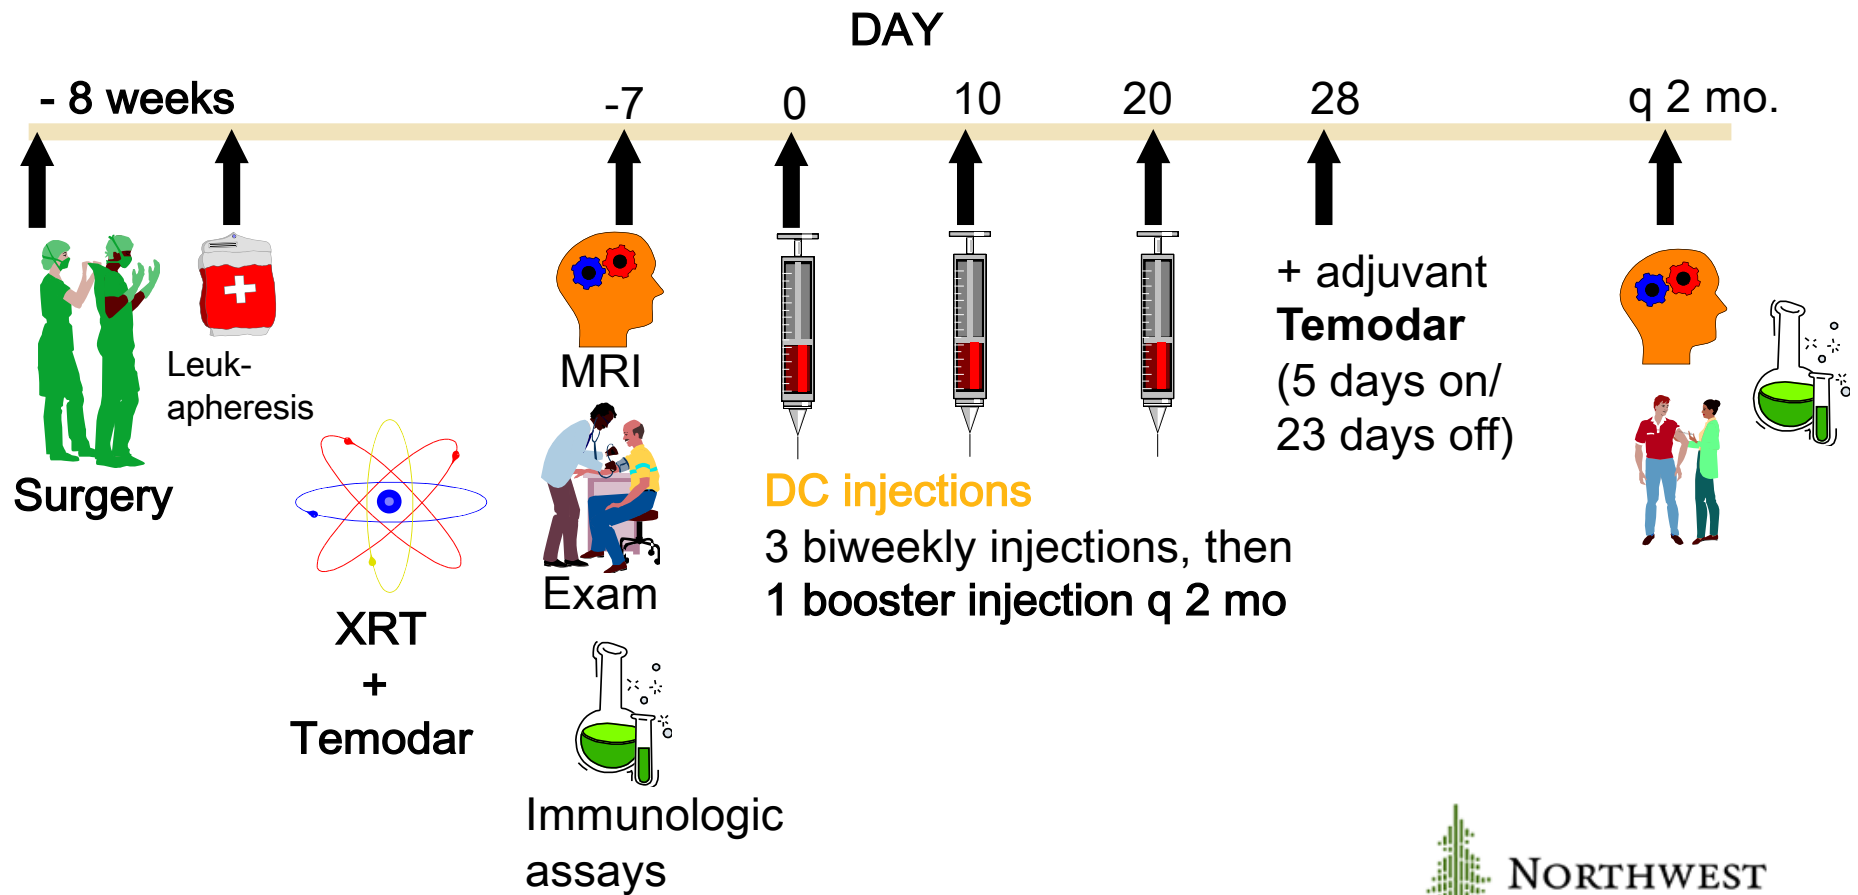 DAY
- 8 weeks
-7
0
10
20
28
q 2 mo.
Surgery
Leuk-
apheresis
XRT
+
Temodar
MRI
Exam
Immunologic
assays
DC injections
3 biweekly injections, then
1 booster injection q 2 mo
+ adjuvant
Temodar
(5 days on/
23 days off)
NORTHWEST